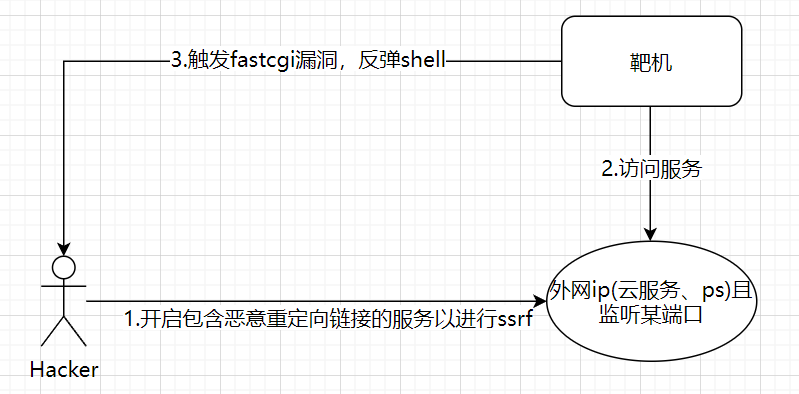 3.触发fastcgi漏洞，反弹shell
靶机
2.访问服务
外网ip(云服务、ps)且
监听某端口
1.开启包含恶意重定向链接的服务以进行ssrf
Hacker